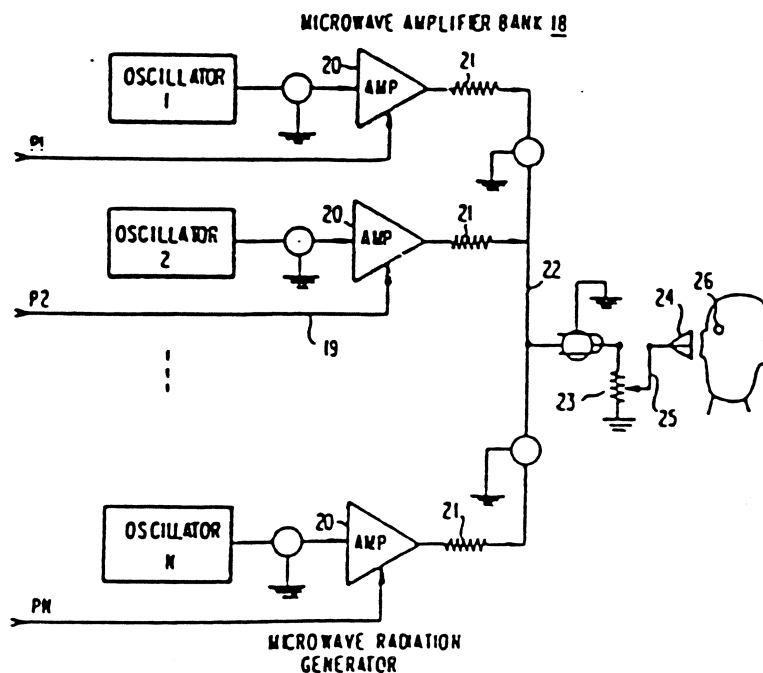 MICROWAVE AMPLIFIER BANK 18
OSCILLATOR
1
20
AMP
21
P1
OSCILLATOR
2
20
AMP
21
22
P2
19
24
26
23
25
OSCILLATOR
N
20
AMP
21
PN
MICROWAVE RADIATION
GENERATOR